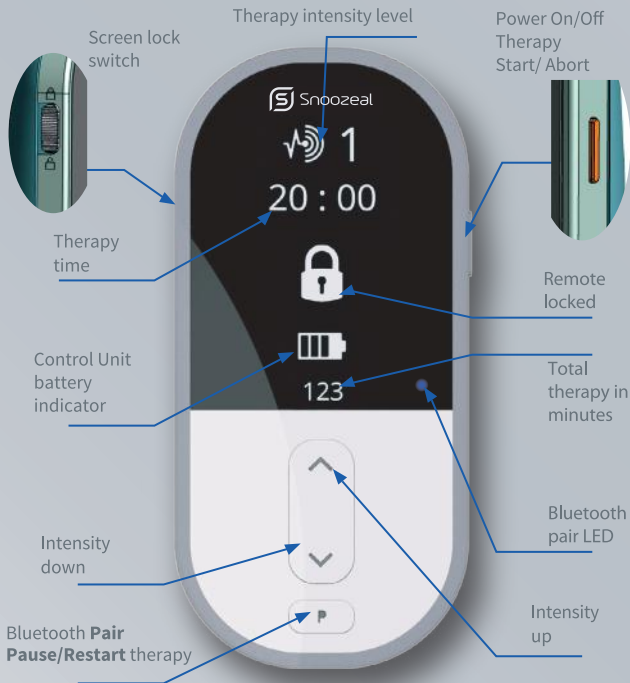 Therapy intensity level
Power On/Off
Therapy
Start/ Abort
Screen lock
switch
Snoozeal
1
20 : 00
Therapy
time
Remote
locked
Control Unit
battery
indicator
123
Total
therapy in
minutes
Bluetooth
pair LED
Intensity
down
Intensity
up
P
Bluetooth Pair
Pause/Restart therapy